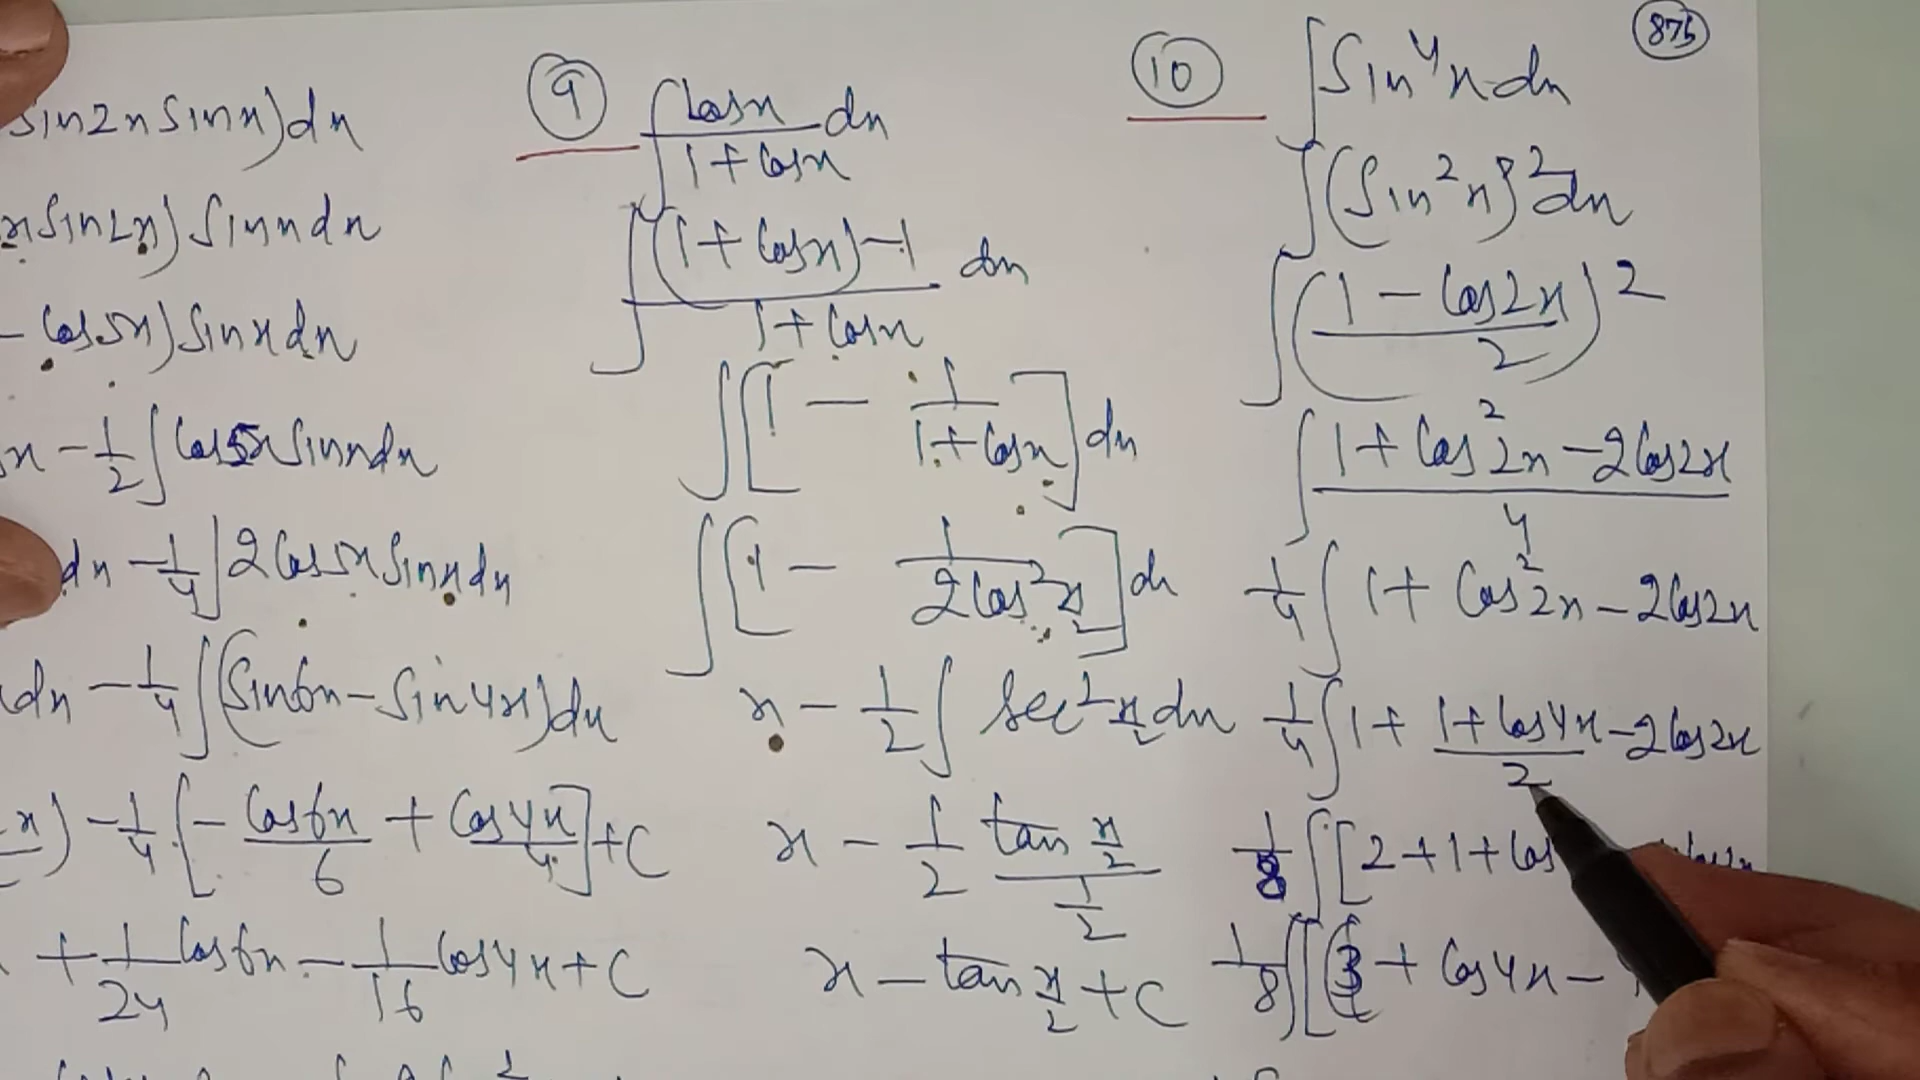 sin2x sinx)dx
x sin2x) sinx dx
- cos5x) sinx dx
x - 1/2 ∫ cos5x sinx dx
dx - 1/4 ∫ 2 cos5x sinx dx
dx - 1/4 ∫ (sin6x - sin4x) dx
x) - 1/4 [- cos6x/6 + cos4x/4] + C
+ 1/24 cos6x - 1/16 cos4x + C
9
∫ cosx/(1 + cosx) dx
∫ ((1 + cosx) - 1)/(1 + cosx) dx
∫ [1 - 1/(1 + cosx)] dx
∫ [1 - 1/(2cos² x/2)] dx
x - 1/2 ∫ sec² x/2 dx
x - 1/2 (tan x/2)/(1/2)
x - tan x/2 + C
875
10
∫ sin⁴x dx
∫ (sin²x)² dx
∫ ((1 - cos2x)/2)²
∫ (1 + cos²2x - 2cos2x)/4
1/4 ∫ 1 + cos²2x - 2cos2x
1/4 ∫ 1 + (1 + cos4x)/2 - 2cos2x
1/8 ∫ [2 + 1 + cos
1/8 ∫ [(3 + cos4x -